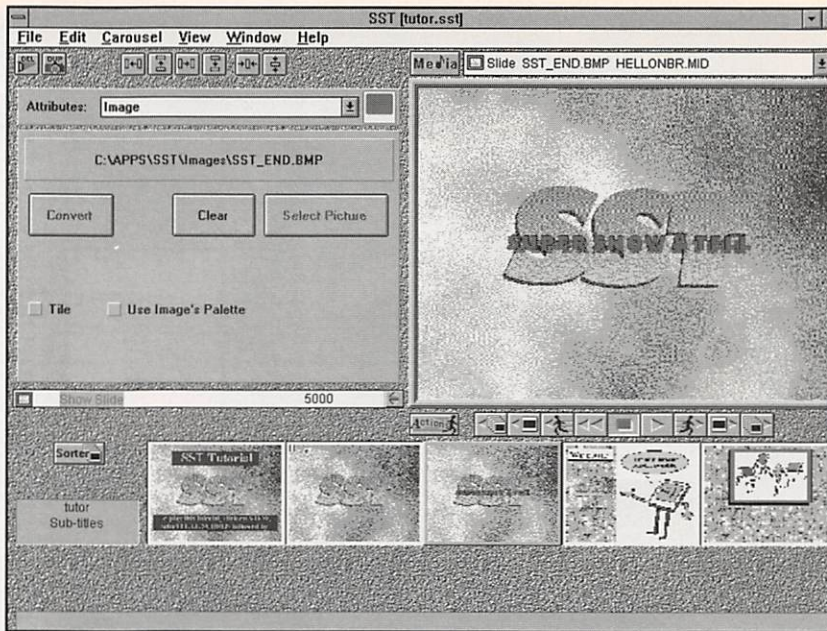 SST [tutor.sst]
File Edit Carousel View Window Help
DEL DUP
Media Slide SST_END.BMP HELLONBR.MID
Attributes: Image
C:\APPS\SST\Images\SST_END.BMP
Convert Clear Select Picture
Tile Use Image's Palette
SST
SUPER SHOW & TELL
Show Slide 5000
Action
Sorter
tutor
Sub-titles
SST Tutorial